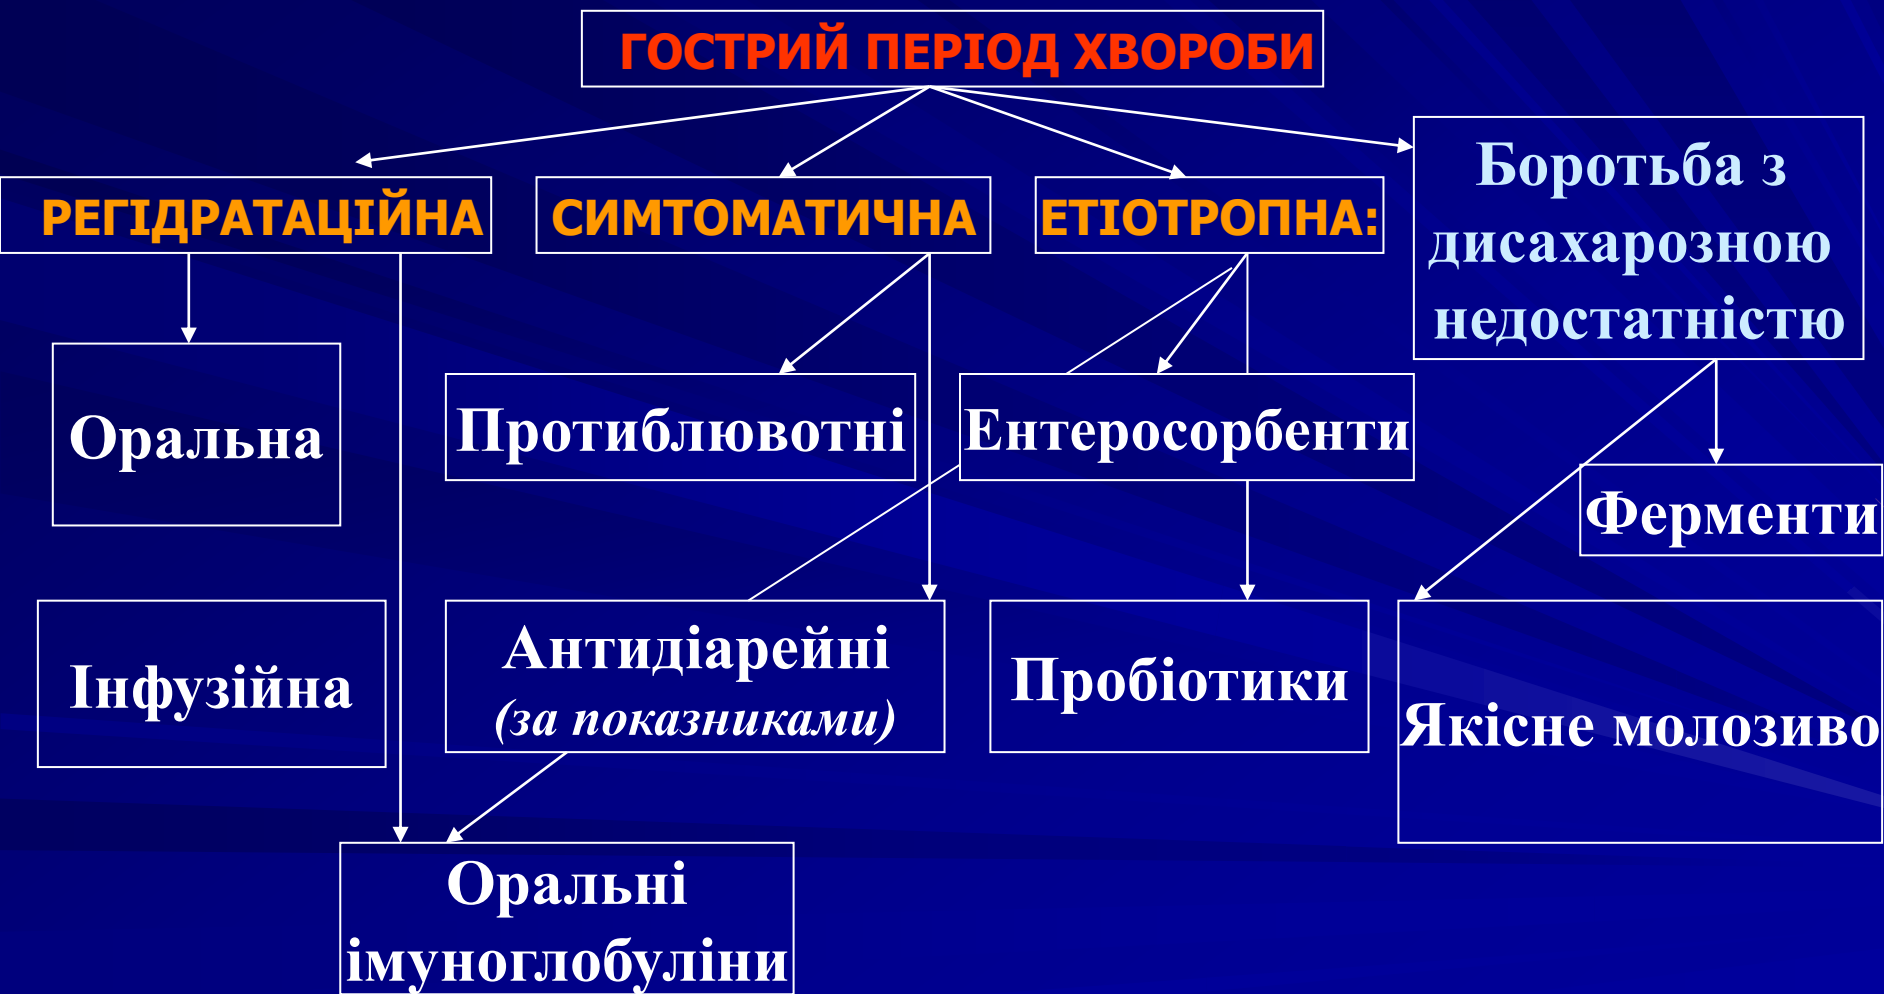 ГОСТРИЙ ПЕРІОД ХВОРОБИ
РЕГІДРАТАЦІЙНА
СИМТОМАТИЧНА
ЕТІОТРОПНА:
Боротьба з
дисахарозною
недостатністю
Оральна
Протиблювотні
Ентеросорбенти
Ферменти
Інфузійна
Антидіарейні
(за показниками)
Пробіотики
Якісне молозиво
Оральні
імуноглобуліни